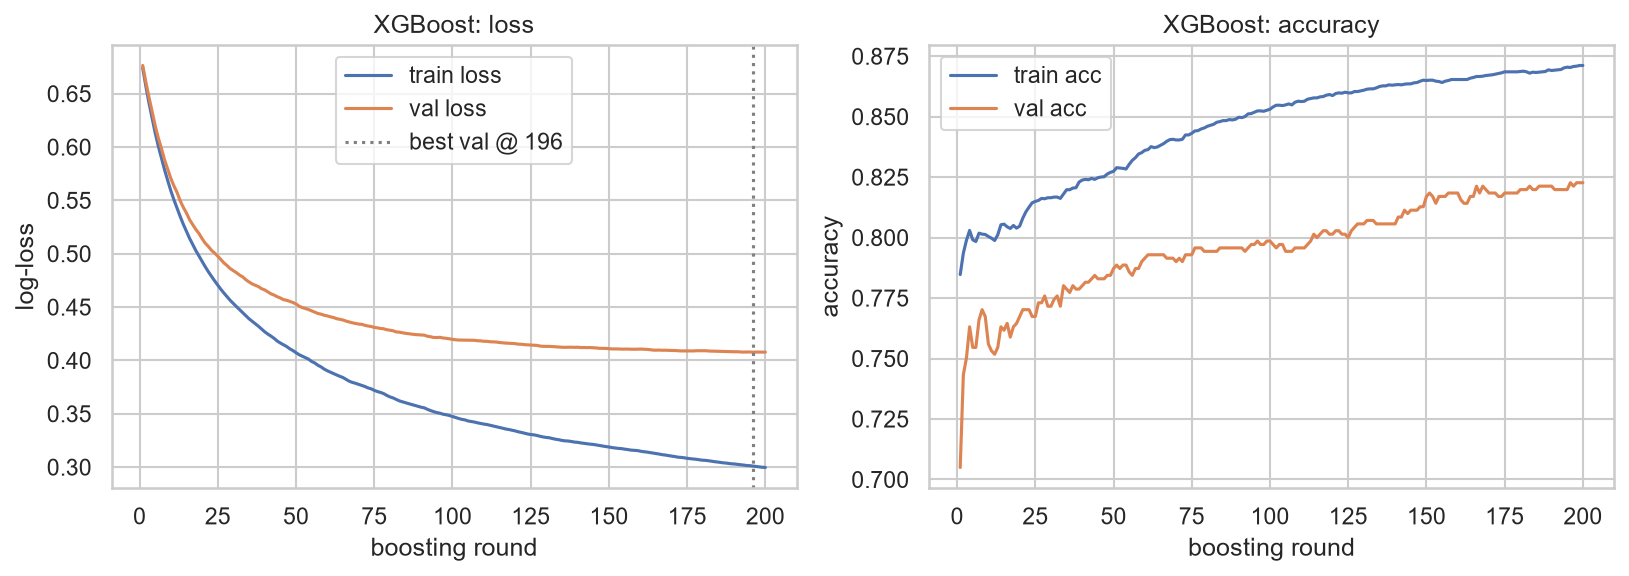 XGBoost: loss
train loss
val loss
best val @ 196
log-loss
0.65
0.60
0.55
0.50
0.45
0.40
0.35
0.30
0 25 50 75 100 125 150 175 200
boosting round
XGBoost: accuracy
train acc
val acc
accuracy
0.875
0.850
0.825
0.800
0.775
0.750
0.725
0.700
0 25 50 75 100 125 150 175 200
boosting round